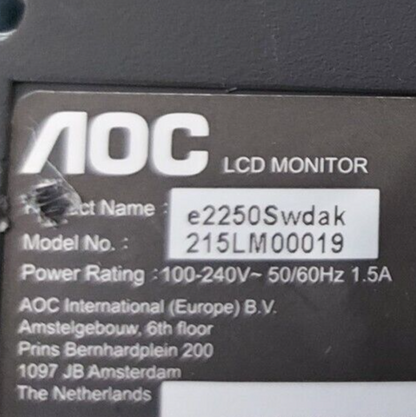 AOC LCD MONITOR
Product Name : e2250Swdak
Model No. : 215LM00019
Power Rating : 100-240V~ 50/60Hz 1.5A
AOC International (Europe) B.V.
Amstelgebouw, 6th floor
Prins Bernhardplein 200
1097 JB Amsterdam
The Netherlands